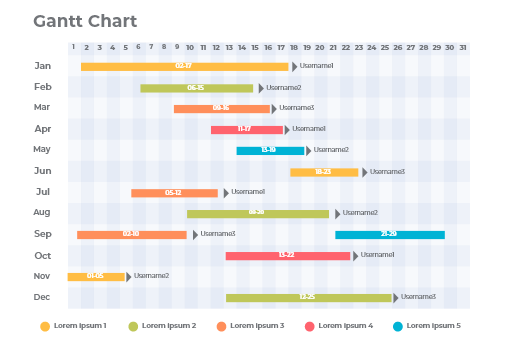 Gantt Chart
1 2 3 4 5 6 7 8 9 10 11 12 13 14 15 16 17 18 19 20 21 22 23 24 25 26 27 28 29 30 31
Jan 02-17 Username1
Feb 06-15 Username2
Mar 09-16 Username3
Apr 11-17 Username1
May 13-18 Username2
Jun 18-23 Username3
Jul 05-12 Username1
Aug Username2
Sep 02-10 Username3 21-29
Oct 13-22 Username1
Nov 01-05 Username2
Dec 13-25 Username3
Lorem Ipsum 1 Lorem Ipsum 2 Lorem Ipsum 3 Lorem Ipsum 4 Lorem Ipsum 5